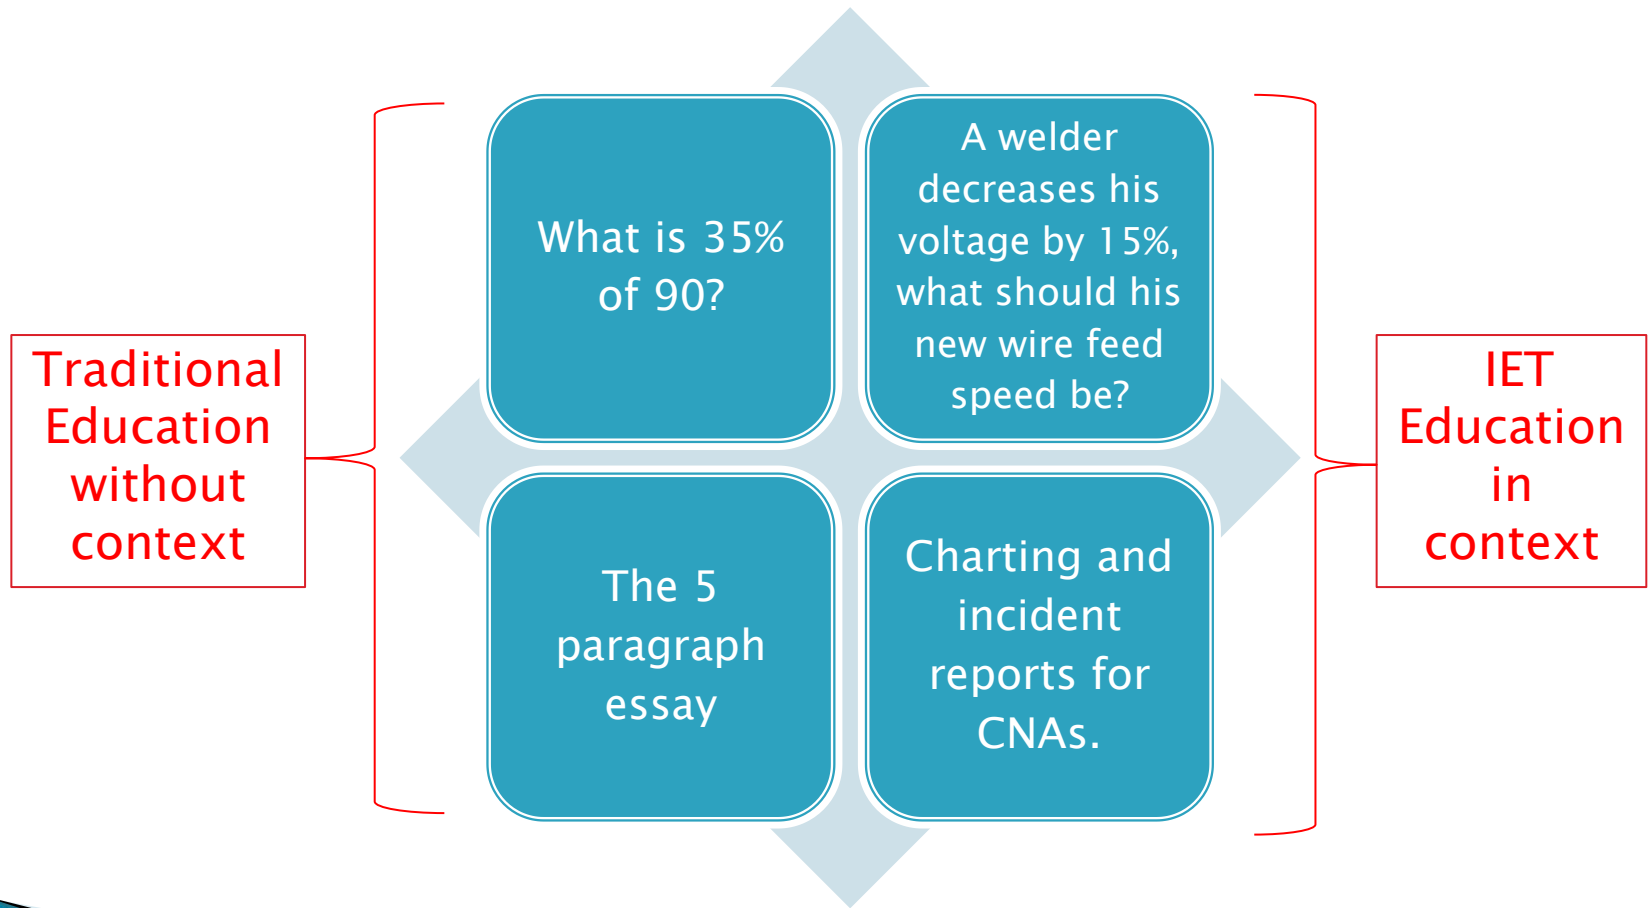 Traditional
Education
without
context
What is 35%
of 90?
A welder
decreases his
voltage by 15%,
what should his
new wire feed
speed be?
The 5
paragraph
essay
Charting and
incident
reports for
CNAs.
IET
Education
in
context